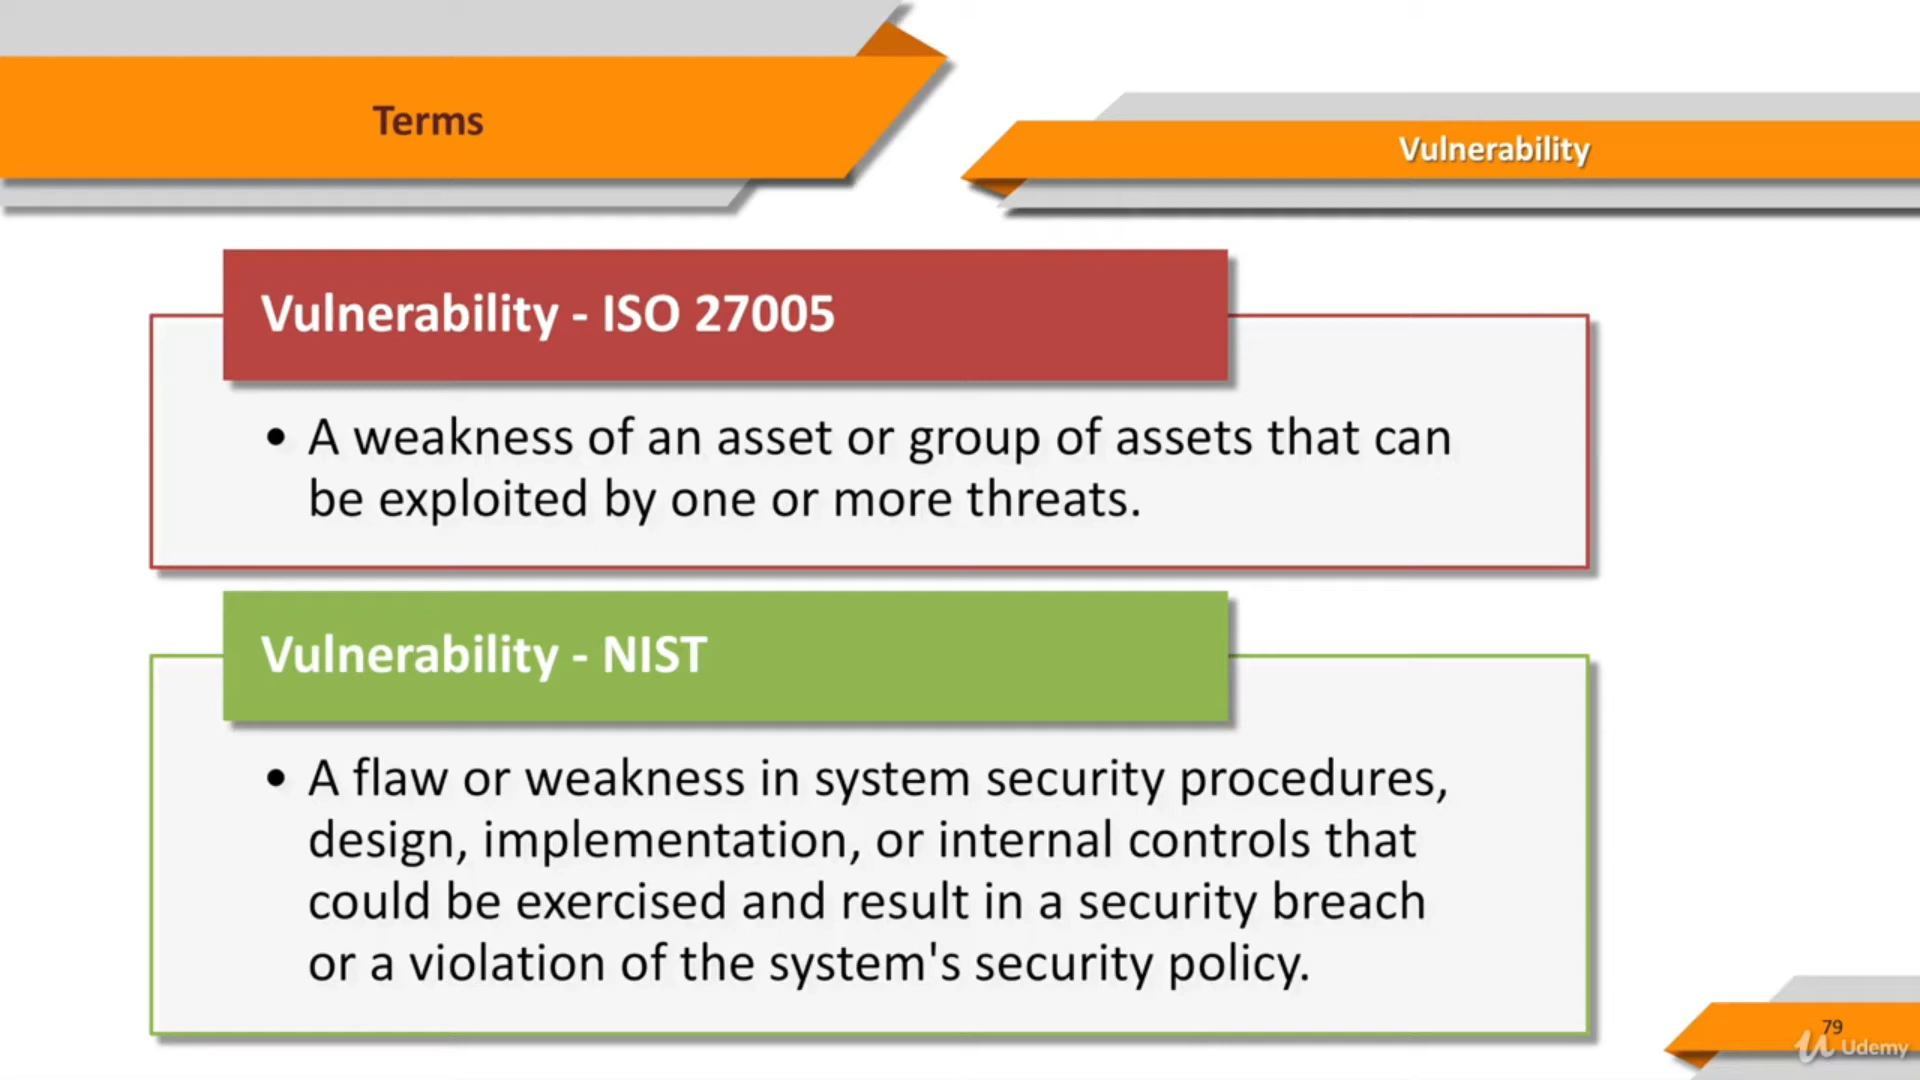 Terms
Vulnerability
Vulnerability - ISO 27005
• A weakness of an asset or group of assets that can
be exploited by one or more threats.
Vulnerability - NIST
• A flaw or weakness in system security procedures,
design, implementation, or internal controls that
could be exercised and result in a security breach
or a violation of the system's security policy.
79
Udemy